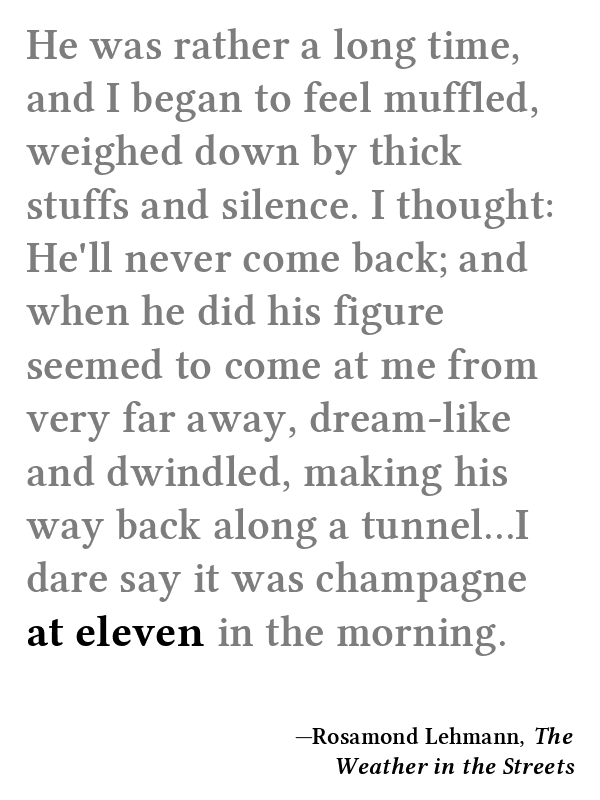 He was rather a long time,
and I began to feel muffled,
weighed down by thick
stuffs and silence. I thought:
He'll never come back; and
when he did his figure
seemed to come at me from
very far away, dream-like
and dwindled, making his
way back along a tunnel...I
dare say it was champagne
at eleven in the morning.
—Rosamond Lehmann, The
Weather in the Streets